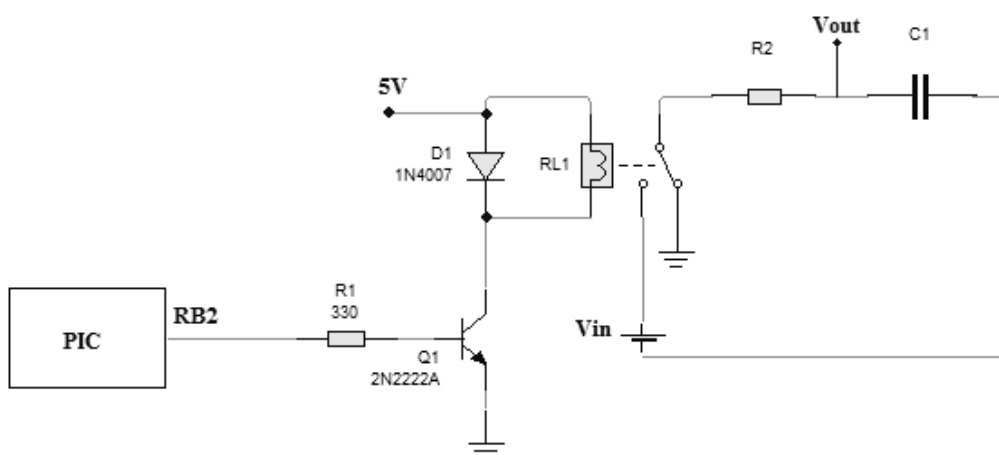 Vout
R2
C1
5V
D1
1N4007
RL1
R1
330
RB2
PIC
Vin
Q1
2N2222A